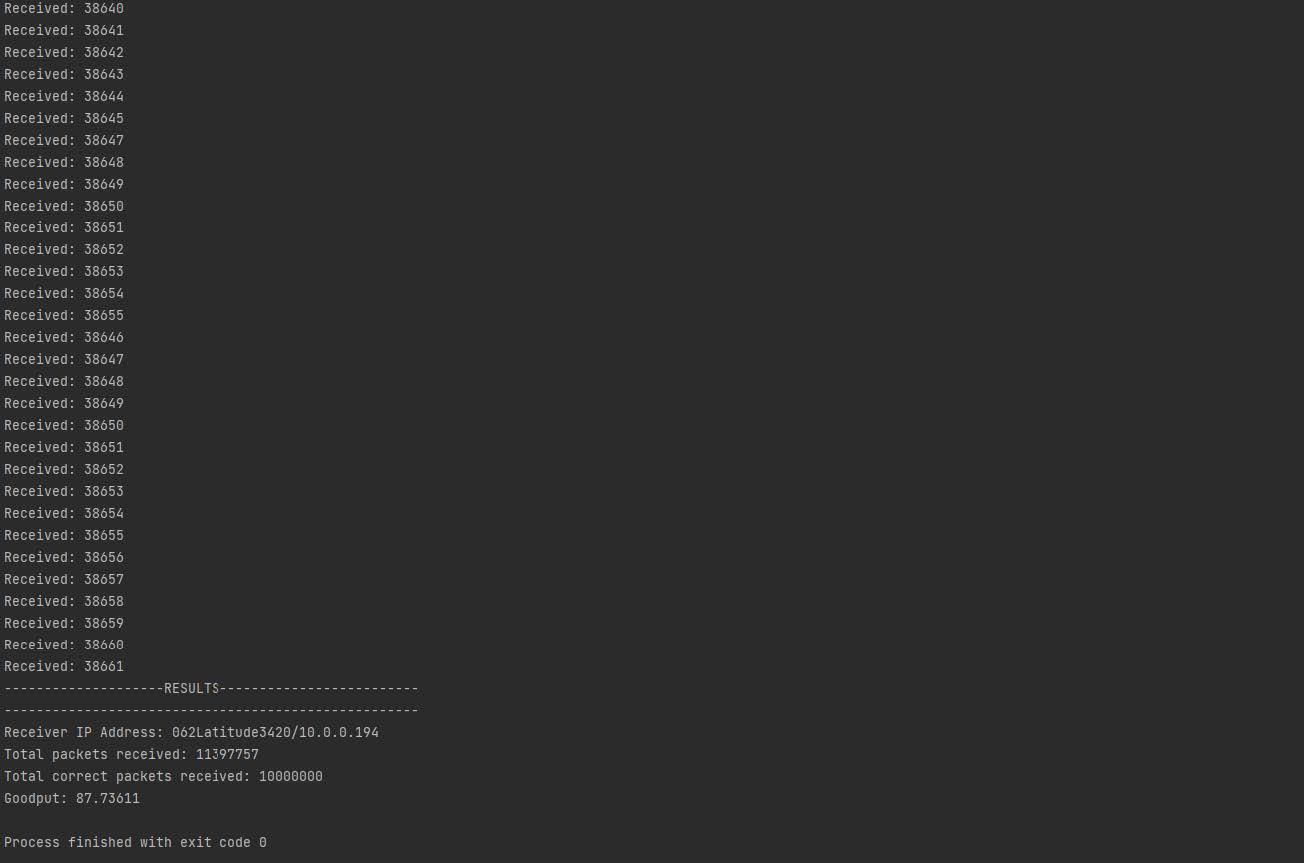 Received: 38640
Received: 38641
Received: 38642
Received: 38643
Received: 38644
Received: 38645
Received: 38647
Received: 38648
Received: 38649
Received: 38650
Received: 38651
Received: 38652
Received: 38653
Received: 38654
Received: 38655
Received: 38646
Received: 38647
Received: 38648
Received: 38649
Received: 38650
Received: 38651
Received: 38652
Received: 38653
Received: 38654
Received: 38655
Received: 38656
Received: 38657
Received: 38658
Received: 38659
Received: 38660
Received: 38661
--------------------RESULTS-------------------------
----------------------------------------------------
Receiver IP Address: 062Latitude3420/10.0.0.194
Total packets received: 11397757
Total correct packets received: 10000000
Goodput: 87.73611
Process finished with exit code 0